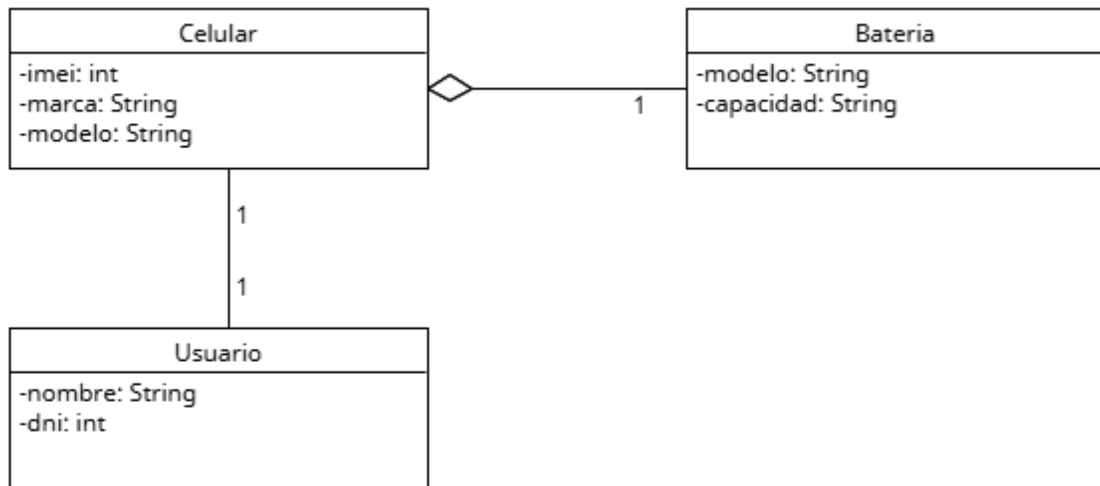 Celular
-imei: int
-marca: String
-modelo: String
Bateria
-modelo: String
-capacidad: String
1
1
1
Usuario
-nombre: String
-dni: int